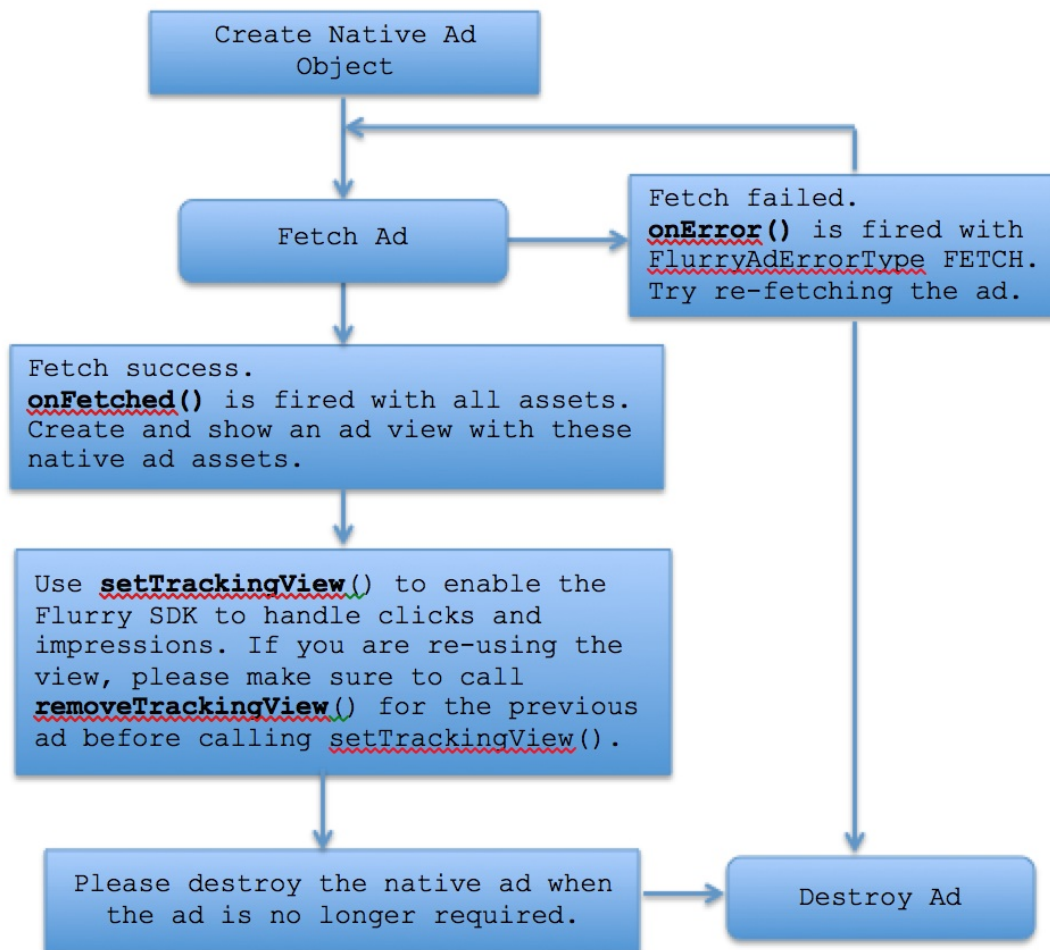 Create Native Ad
Object
Fetch Ad
Fetch failed.
onError() is fired with
FlurryAdErrorType FETCH.
Try re-fetching the ad.
Fetch success.
onFetched() is fired with all assets.
Create and show an ad view with these
native ad assets.
Use setTrackingView() to enable the
Flurry SDK to handle clicks and
impressions. If you are re-using the
view, please make sure to call
removeTrackingView() for the previous
ad before calling setTrackingView().
Please destroy the native ad when
the ad is no longer required.
Destroy Ad